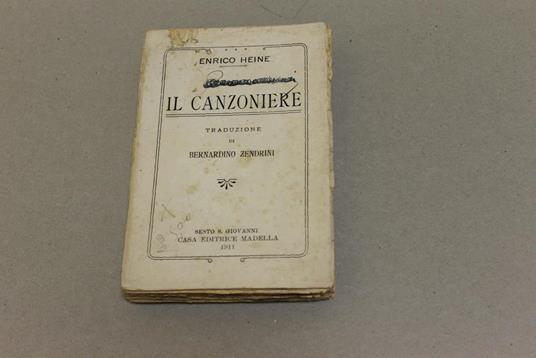 ENRICO HEINE
IL CANZONIERE
TRADUZIONE
DI
BERNARDINO ZENDRINI
SESTO S. GIOVANNI
CASA EDITRICE MADELLA
1911